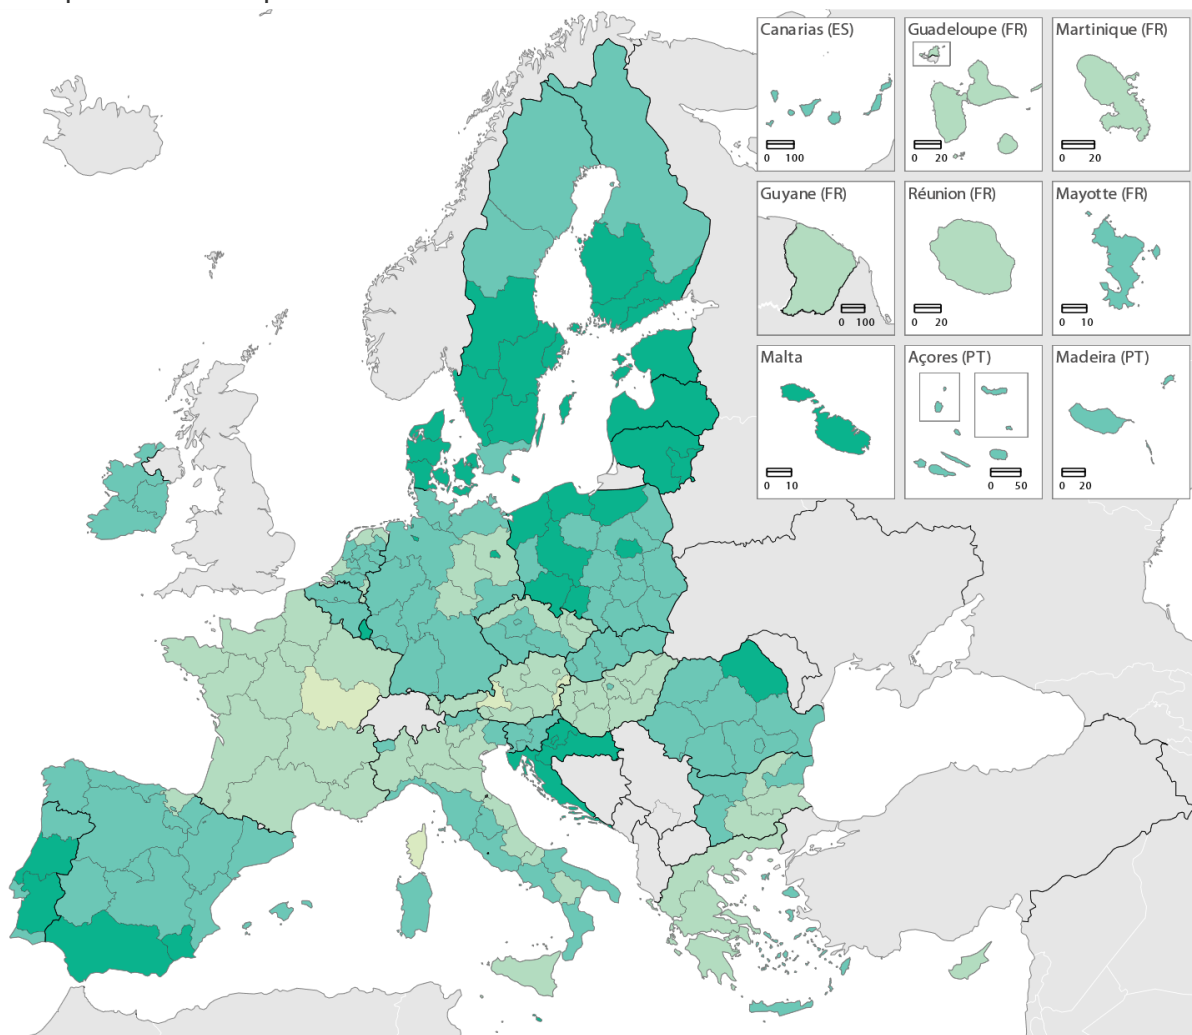 Canarias (ES)
0 100
Guadeloupe (FR)
0 20
Martinique (FR)
0 20
Guyane (FR)
0 100
Réunion (FR)
0 20
Mayotte (FR)
0 10
Malta
0 10
Açores (PT)
0 50
Madeira (PT)
0 20